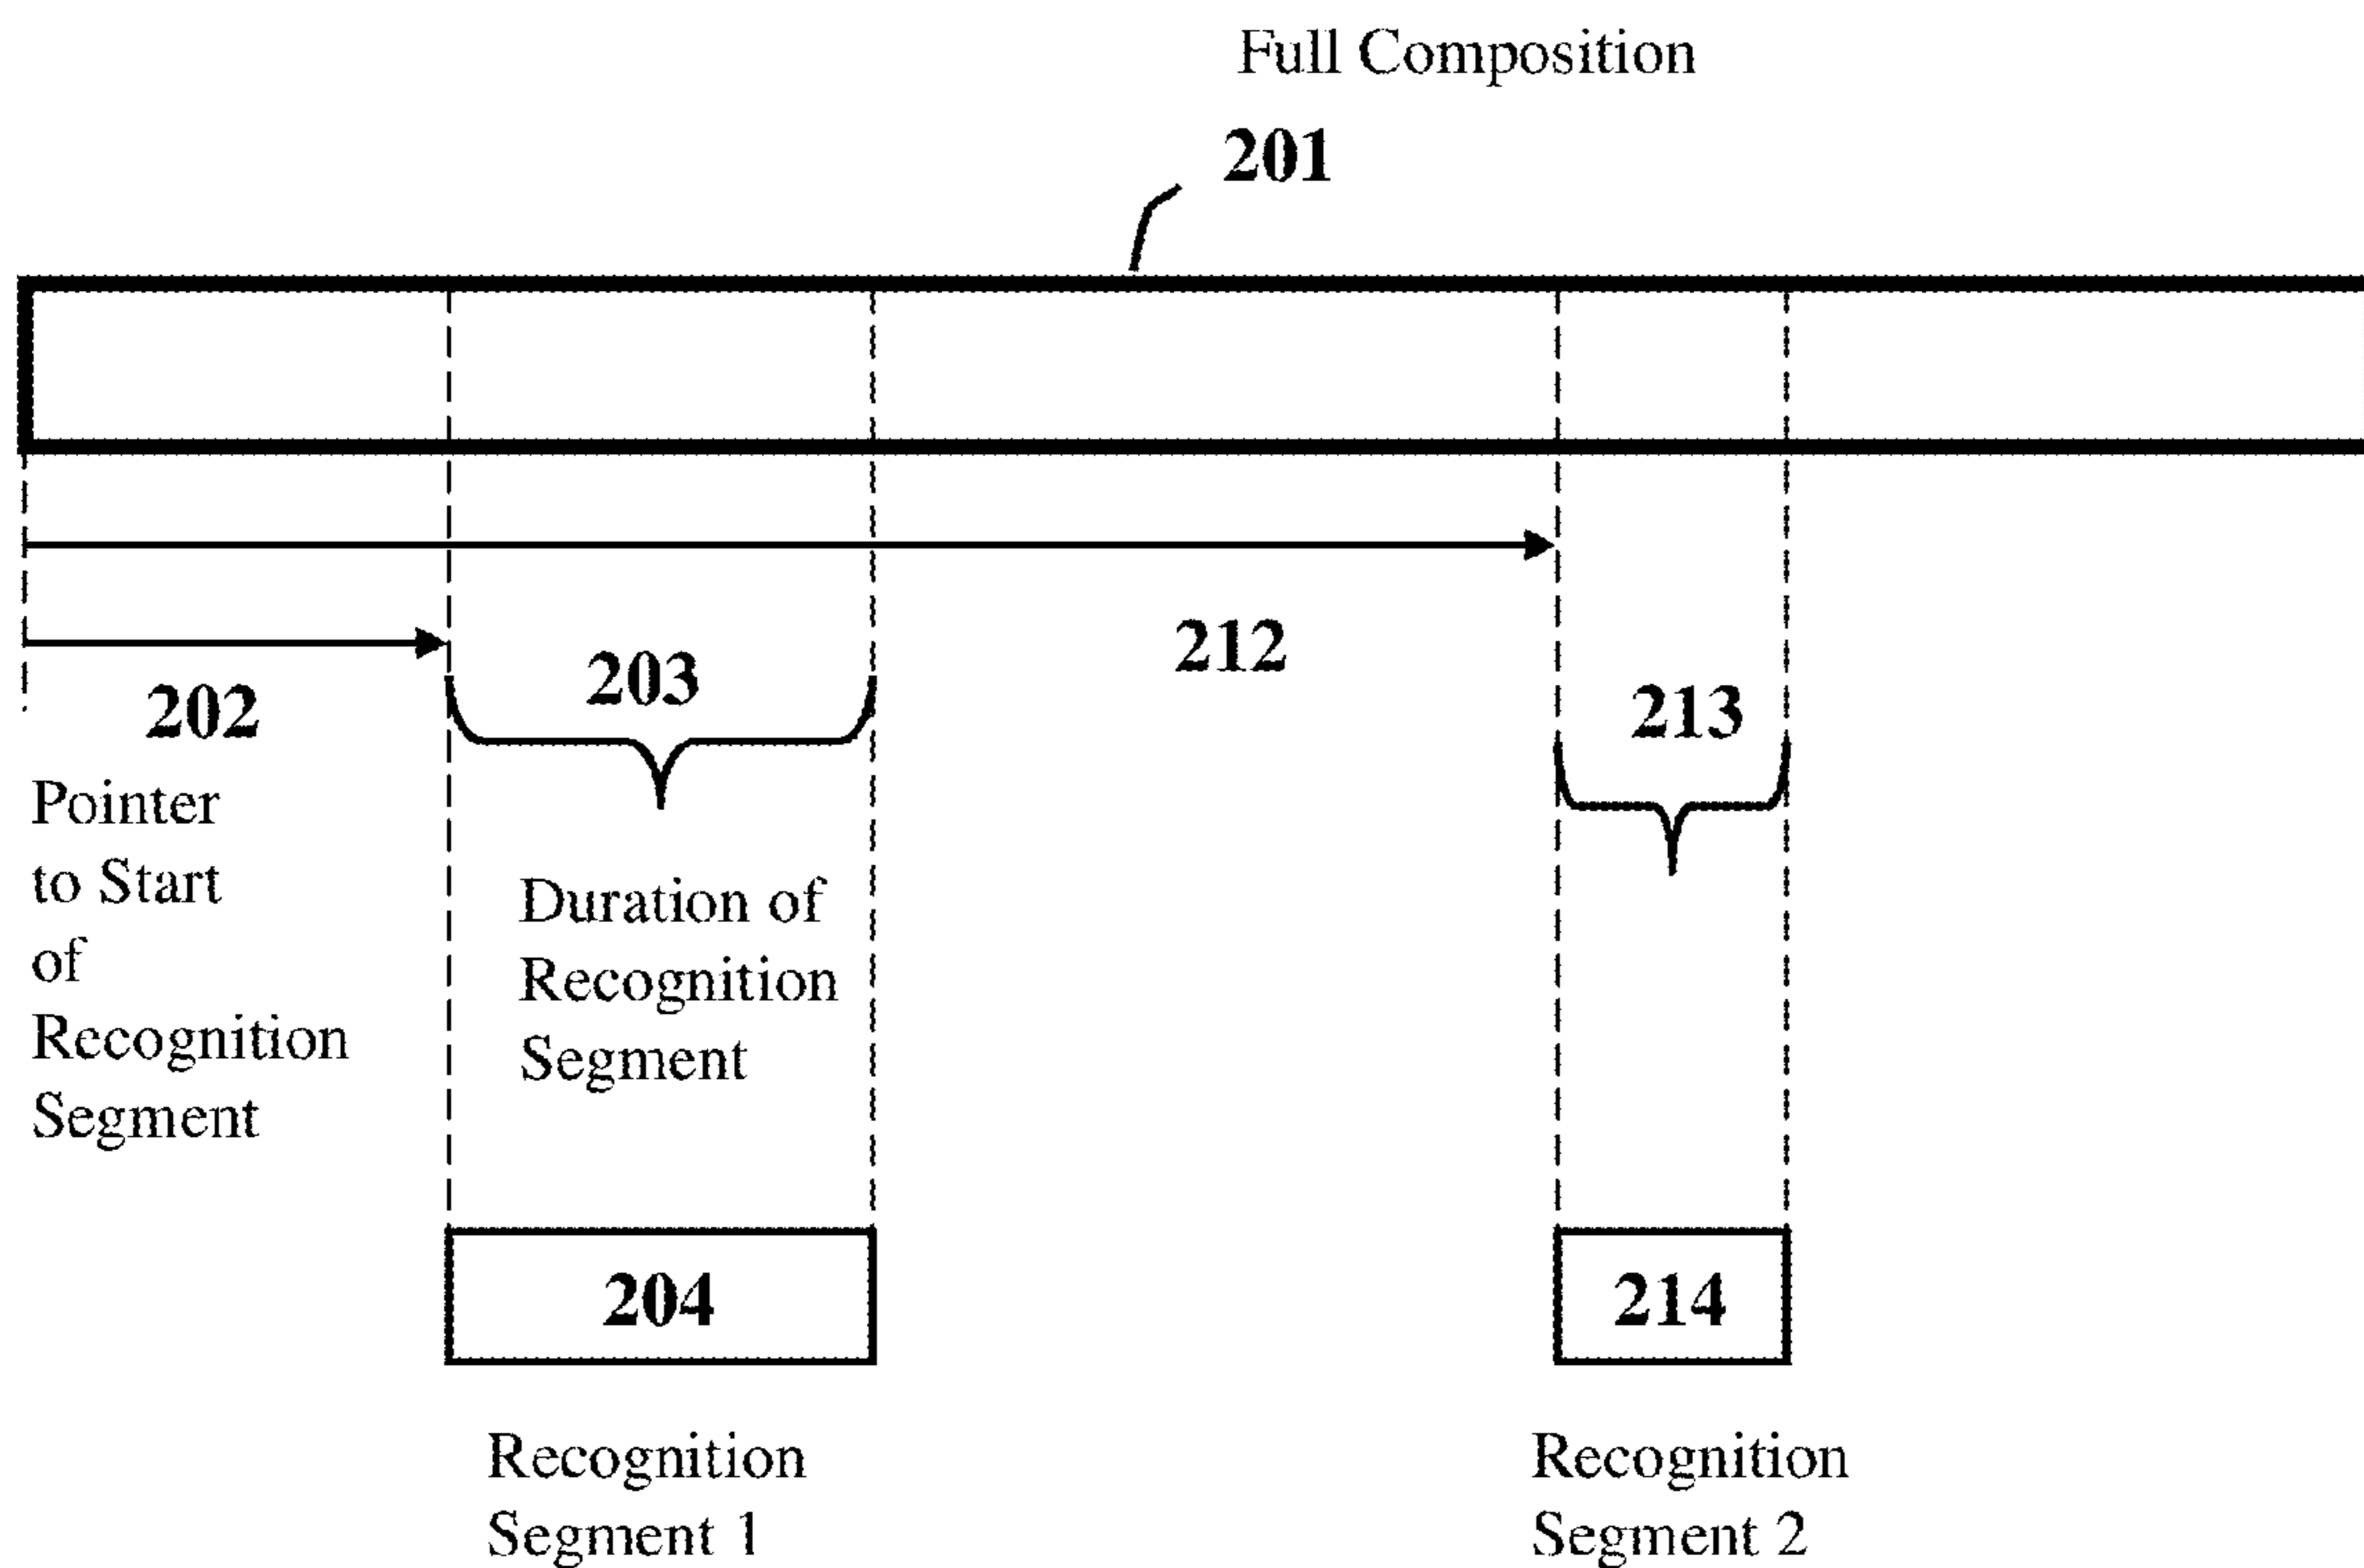 Full Composition
201
212
203
202
213
Pointer
to Start
of
Recognition
Segment
Duration of
Recognition
Segment
204
214
Recognition
Segment 1
Recognition
Segment 2